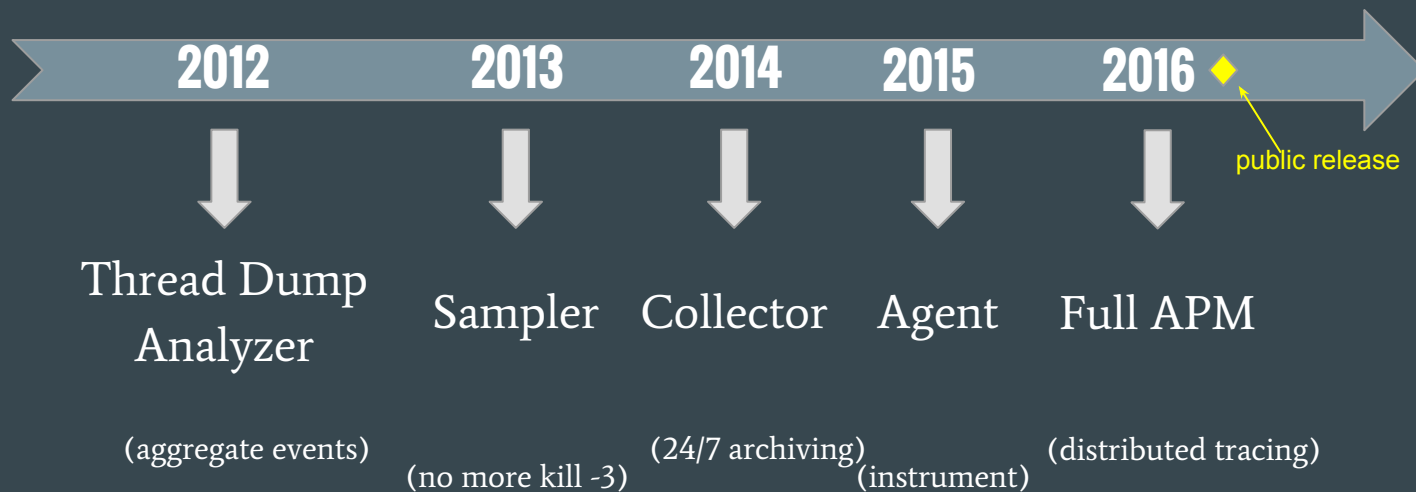 2012
2013
2014
2015
2016
public release
Thread Dump
Analyzer
Sampler
Collector
Agent
Full APM
(aggregate events)
(no more kill -3)
(24/7 archiving)
(instrument)
(distributed tracing)